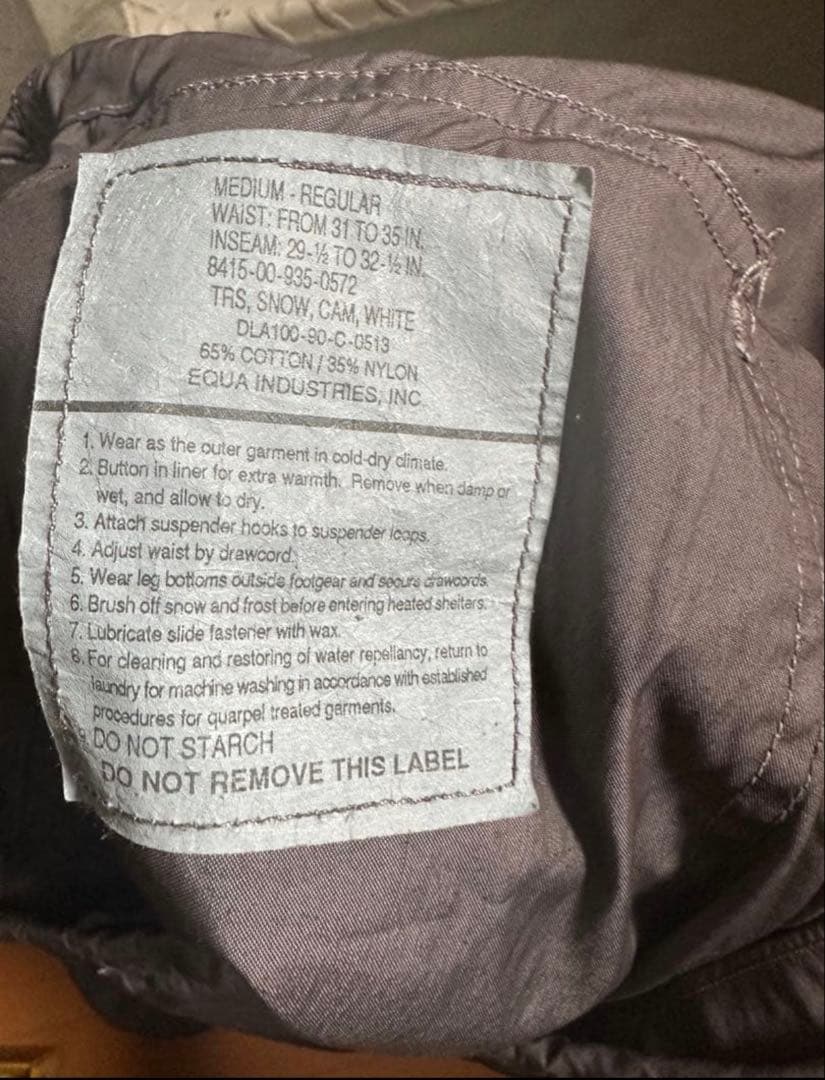 MEDIUM - REGULAR
WAIST: FROM 31 TO 35 IN.
INSEAM: 29-½ TO 32-½ IN.
8415-00-935-0572
TRS, SNOW, CAM, WHITE
DLA100-90-C-0513
65% COTTON / 35% NYLON
EQUA INDUSTRIES, INC.
1. Wear as the outer garment in cold-dry climate.
2. Button in liner for extra warmth. Remove when damp or
wet, and allow to dry.
3. Attach suspender hooks to suspender loops.
4. Adjust waist by drawcord.
5. Wear leg bottoms outside footgear and secure drawcords.
6. Brush off snow and frost before entering heated shelters.
7. Lubricate slide fastener with wax.
8. For cleaning and restoring of water repellancy, return to
laundry for machine washing in accordance with established
procedures for quarpel treated garments.
9. DO NOT STARCH
DO NOT REMOVE THIS LABEL